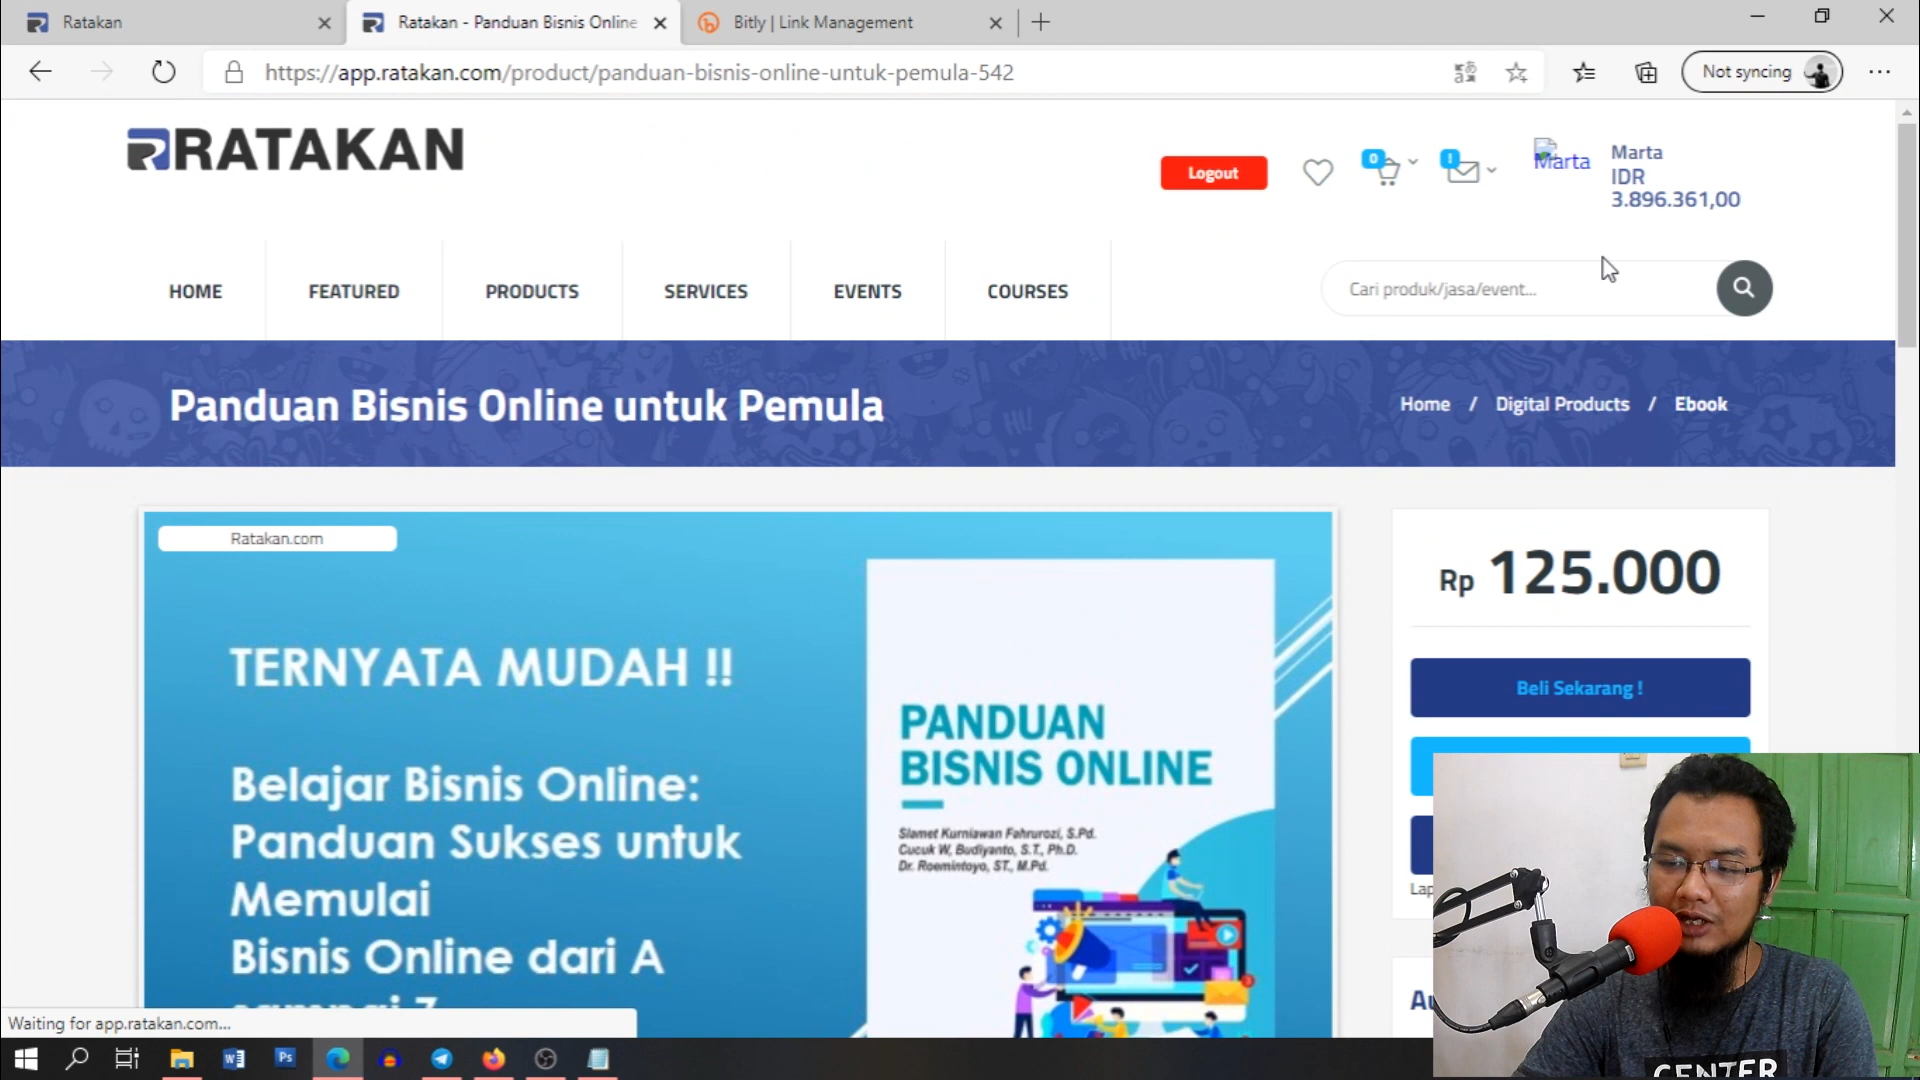 Ratakan
Ratakan - Panduan Bisnis Online
Bitly | Link Management
https://app.ratakan.com/product/panduan-bisnis-online-untuk-pemula-542
Not syncing
RATAKAN
Logout
0
!
Marta
Marta
IDR
3.896.361,00
HOME
FEATURED
PRODUCTS
SERVICES
EVENTS
COURSES
Cari produk/jasa/event...
Panduan Bisnis Online untuk Pemula
Home / Digital Products / Ebook
Ratakan.com
TERNYATA MUDAH !!
Belajar Bisnis Online:
Panduan Sukses untuk
Memulai
Bisnis Online dari A
sampai Z
PANDUAN
BISNIS ONLINE
Slamet Kurniawan Fahrurozi, S.Pd.
Cucuk W, Budiyanto, S.T., Ph.D.
Dr. Roemintoyo, ST., M.Pd.
Rp 125.000
Beli Sekarang !
Waiting for app.ratakan.com...
Ps
CENTER